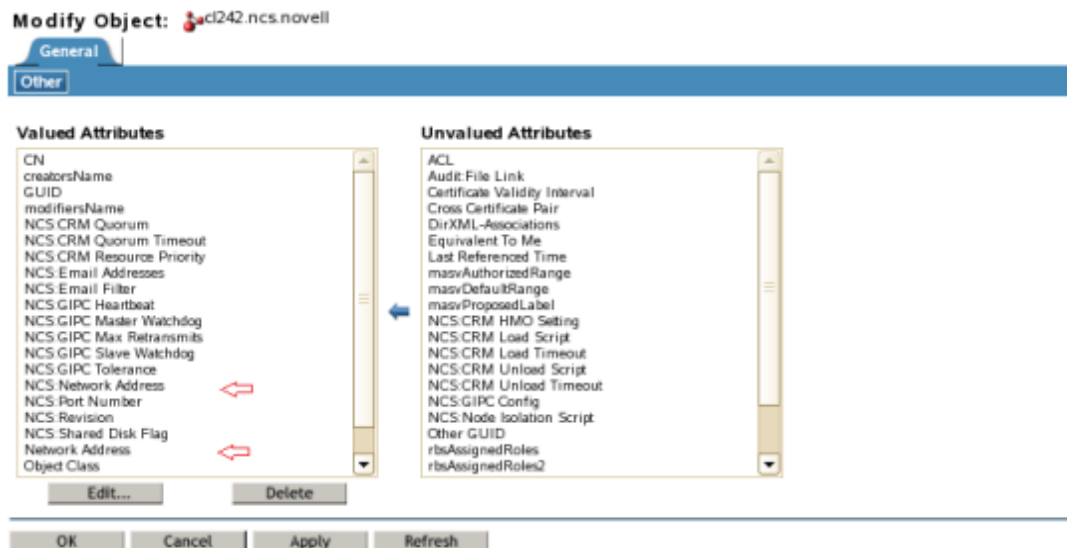 Modify Object: cl242.ncs.novell
General
Other
Valued Attributes
CN
creatorsName
GUID
modifiersName
NCS:CRM Quorum
NCS:CRM Quorum Timeout
NCS:CRM Resource Priority
NCS:Email Addresses
NCS:Email Filter
NCS:GIPC Heartbeat
NCS:GIPC Master Watchdog
NCS:GIPC Max Retransmits
NCS:GIPC Slave Watchdog
NCS:GIPC Tolerance
NCS:Network Address
NCS:Port Number
NCS:Revision
NCS:Shared Disk Flag
Network Address
Object Class
Edit...
Delete
Unvalued Attributes
ACL
Audit:File Link
Certificate Validity Interval
Cross Certificate Pair
DirXML-Associations
Equivalent To Me
Last Referenced Time
masvAuthorizedRange
masvDefaultRange
masvProposedLabel
NCS:CRM HMO Setting
NCS:CRM Load Script
NCS:CRM Load Timeout
NCS:CRM Unload Script
NCS:CRM Unload Timeout
NCS:GIPC Config
NCS:Node Isolation Script
Other GUID
rbsAssignedRoles
rbsAssignedRoles2
OK
Cancel
Apply
Refresh